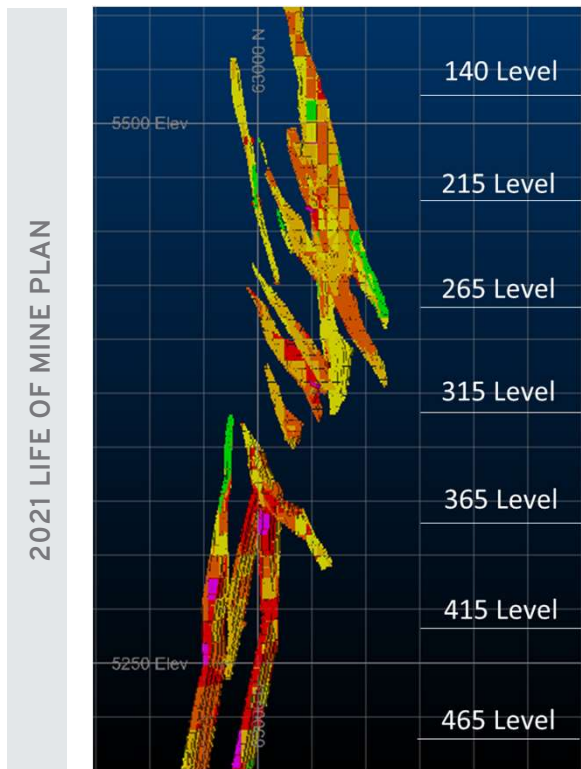 2021 LIFE OF MINE PLAN
63000 N
140 Level
5500 Elev
215 Level
265 Level
315 Level
365 Level
415 Level
5250 Elev
465 Level